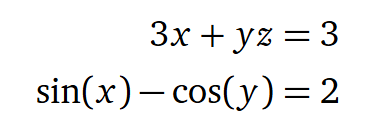 3x + yz = 3
sin(x) − cos(y) = 2